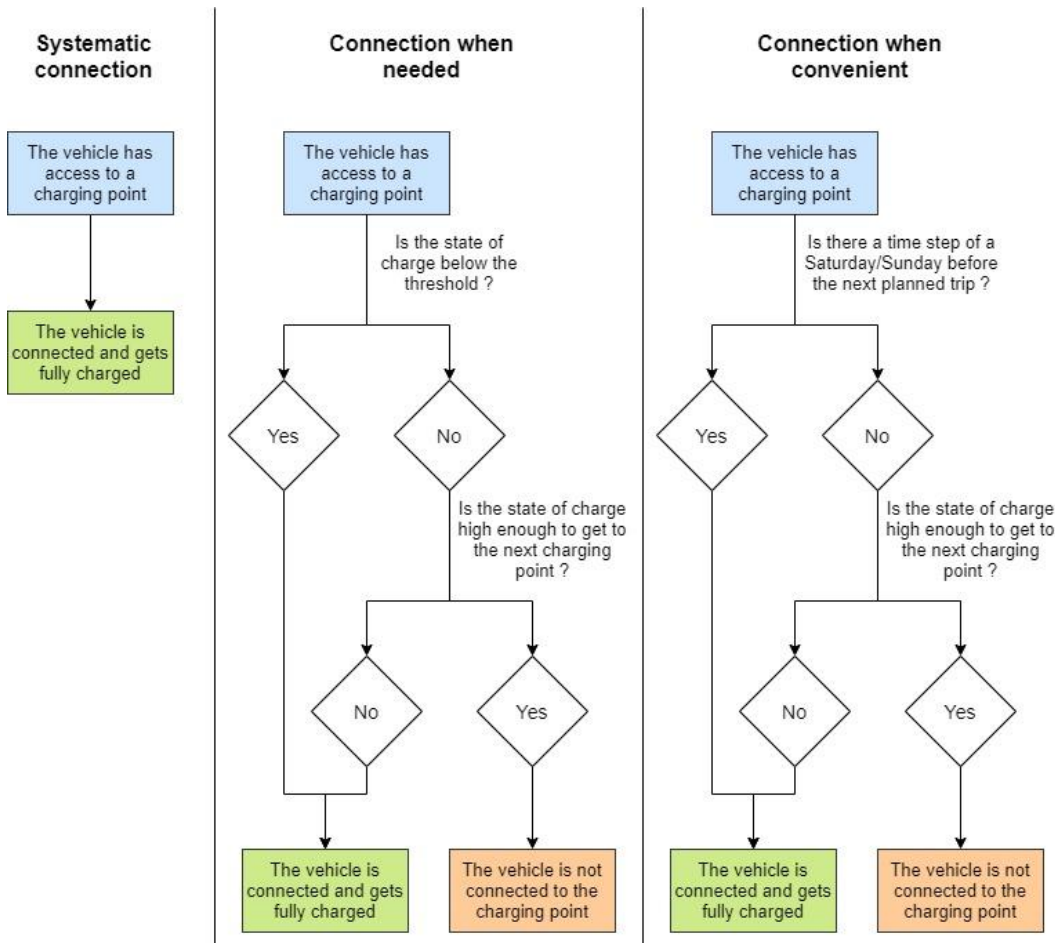 Systematic
connection
The vehicle has
access to a
charging point
The vehicle is
connected and gets
fully charged
Connection when
needed
The vehicle has
access to a
charging point
Is the state of
charge below the
threshold ?
Yes
No
Is the state of charge
high enough to get to
the next charging
point ?
No
Yes
The vehicle is
connected and gets
fully charged
The vehicle is not
connected to the
charging point
Connection when
convenient
The vehicle has
access to a
charging point
Is there a time step of a
Saturday/Sunday before
the next planned trip ?
Yes
No
Is the state of charge
high enough to get to
the next charging
point ?
No
Yes
The vehicle is
connected and gets
fully charged
The vehicle is not
connected to the
charging point